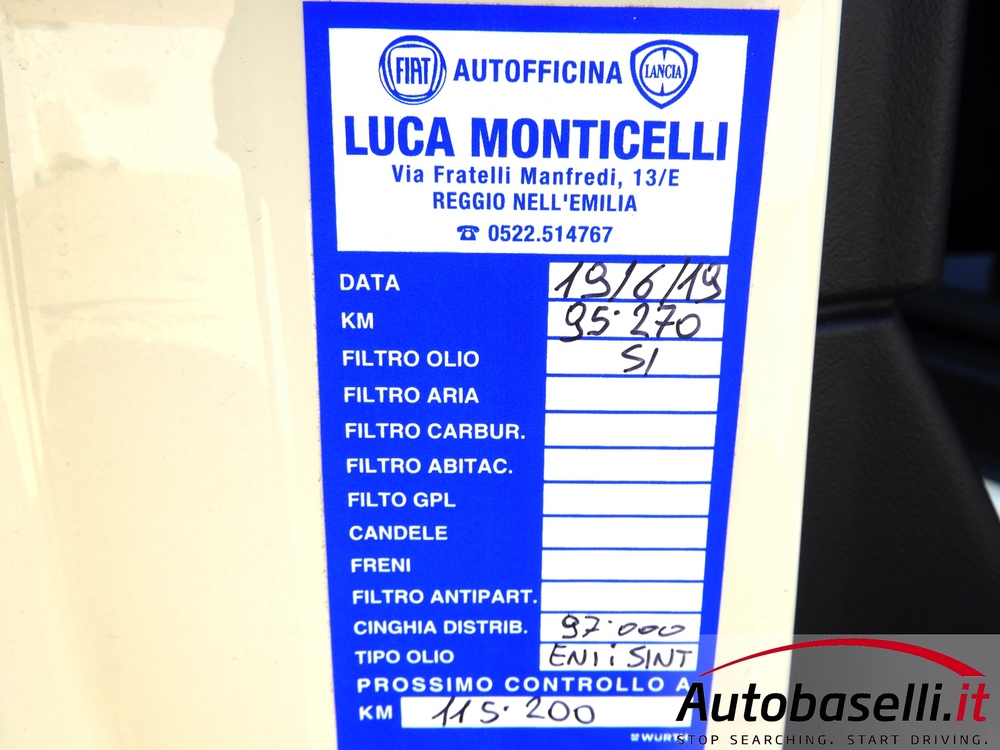 FIAT AUTOFFICINA LANCIA
LUCA MONTICELLI
Via Fratelli Manfredi, 13/E
REGGIO NELL'EMILIA
☎ 0522.514767
DATA 19/6/19
KM 95·270
FILTRO OLIO SI
FILTRO ARIA
FILTRO CARBUR.
FILTRO ABITAC.
FILTO GPL
CANDELE
FRENI
FILTRO ANTIPART.
CINGHIA DISTRIB. 97·000
TIPO OLIO ENI i SINT
PROSSIMO CONTROLLO A
KM 115·200
WURTH
Autobaselli.it
STOP SEARCHING. START DRIVING.